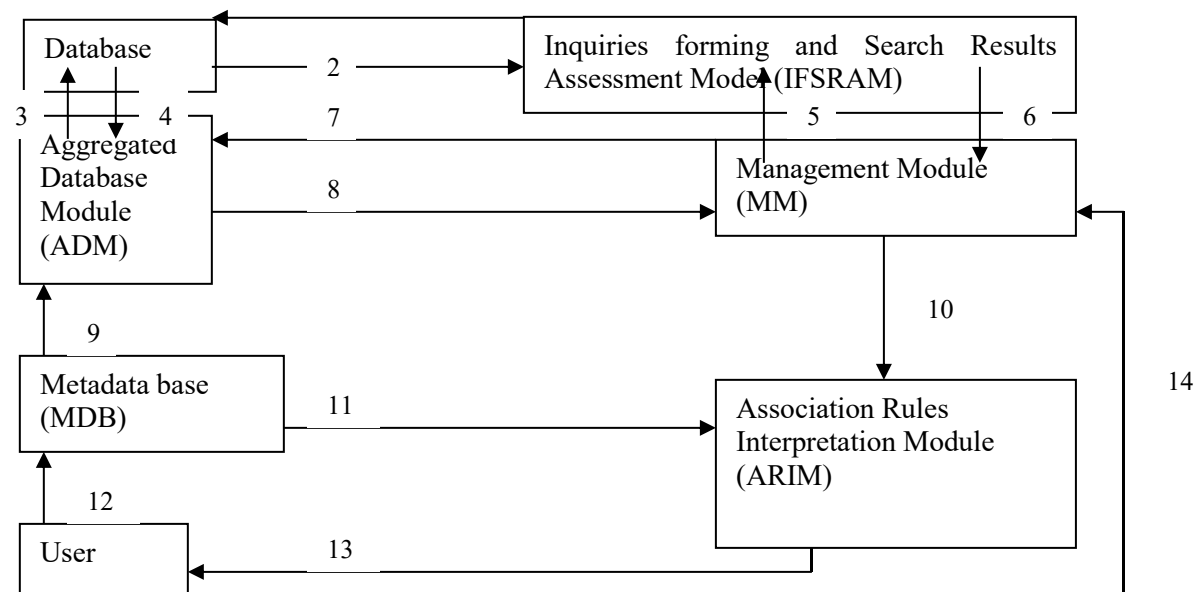 Database
Inquiries forming and Search Results
Assessment Model (IFSRAM)
2
3
4
7
5
6
Aggregated
Database
Module
(ADM)
Management Module
(MM)
8
10
9
Metadata base
(MDB)
11
14
Association Rules
Interpretation Module
(ARIM)
12
User
13